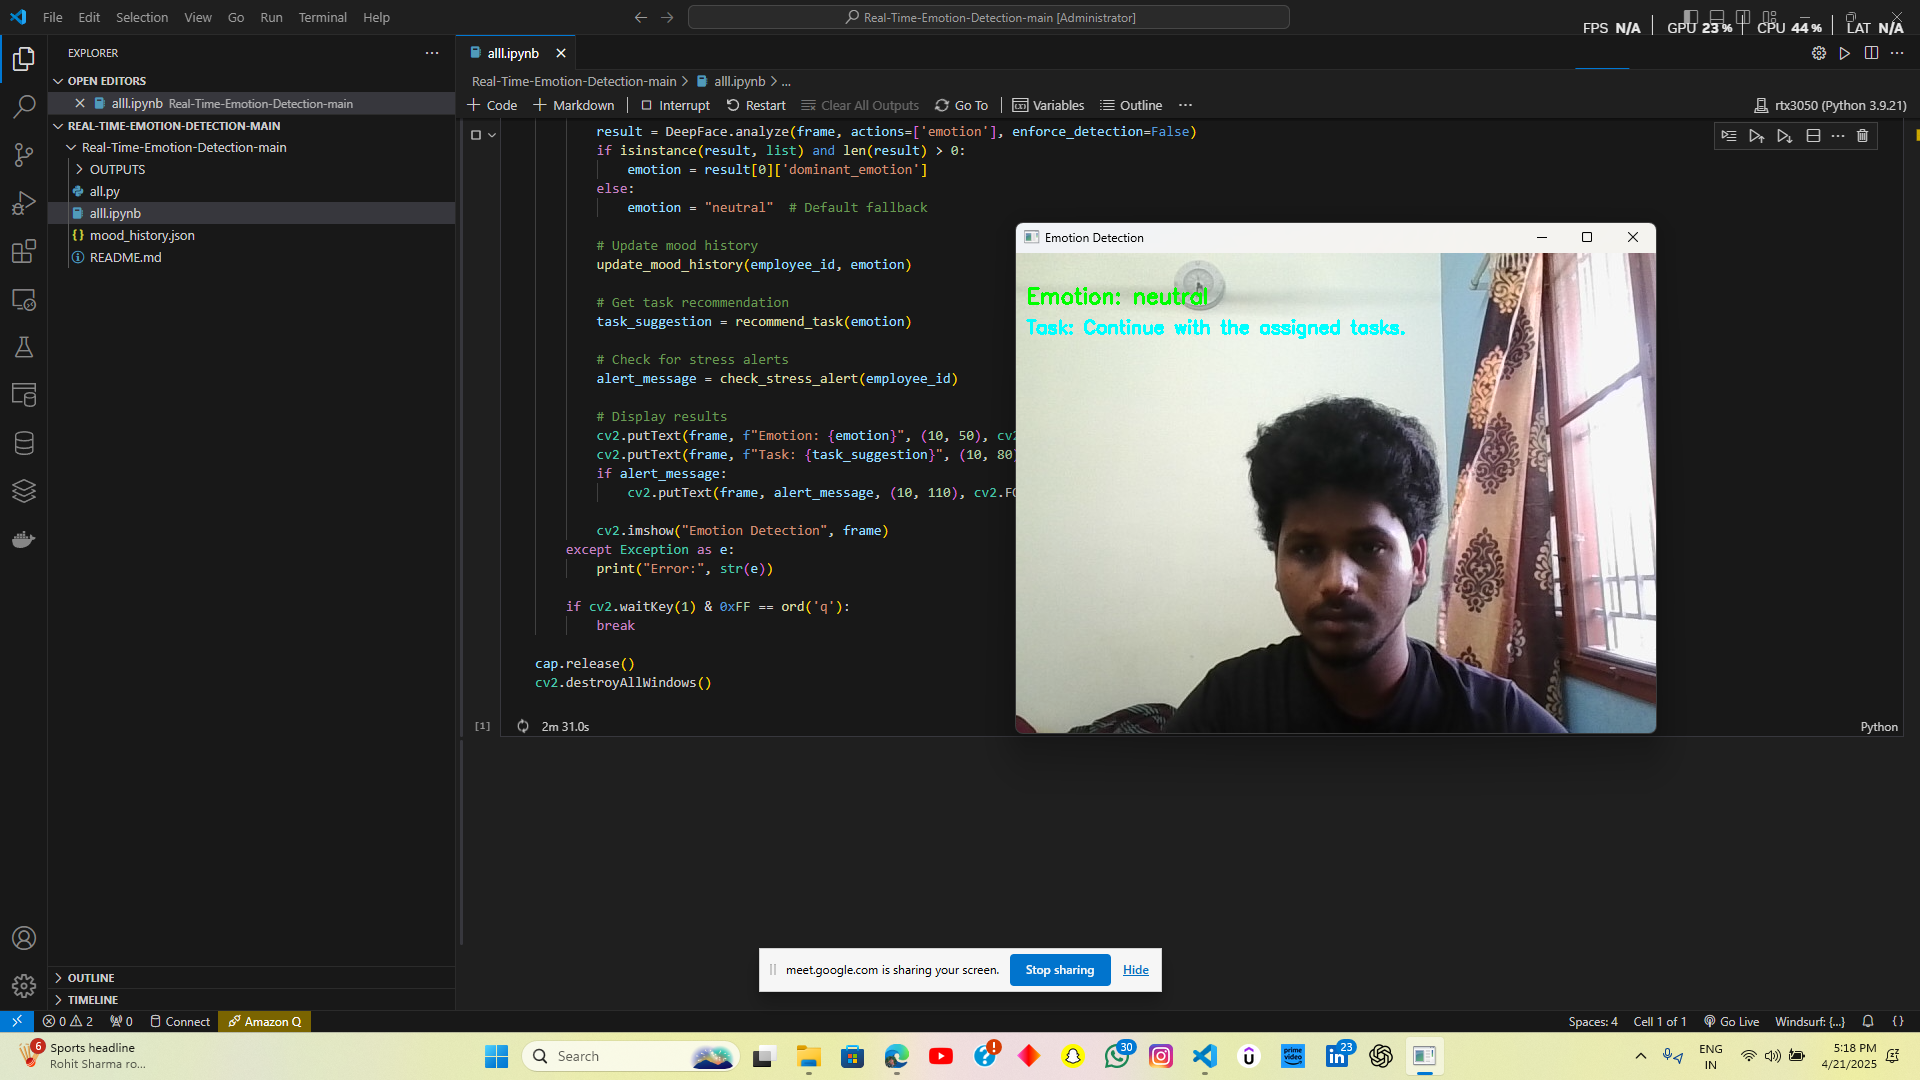 File Edit Selection View Go Run Terminal Help
Real-Time-Emotion-Detection-main [Administrator]
FPS N/A GPU 23 % CPU 44 % LAT N/A
EXPLORER
OPEN EDITORS
alll.ipynb Real-Time-Emotion-Detection-main
REAL-TIME-EMOTION-DETECTION-MAIN
Real-Time-Emotion-Detection-main
OUTPUTS
all.py
alll.ipynb
mood_history.json
README.md
OUTLINE
TIMELINE
alll.ipynb
Real-Time-Emotion-Detection-main > alll.ipynb > ...
Code Markdown Interrupt Restart Clear All Outputs Go To Variables Outline ...
rtx3050 (Python 3.9.21)
result = DeepFace.analyze(frame, actions=['emotion'], enforce_detection=False)
if isinstance(result, list) and len(result) > 0:
emotion = result[0]['dominant_emotion']
else:
emotion = "neutral"  # Default fallback
# Update mood history
update_mood_history(employee_id, emotion)
# Get task recommendation
task_suggestion = recommend_task(emotion)
# Check for stress alerts
alert_message = check_stress_alert(employee_id)
# Display results
cv2.putText(frame, f"Emotion: {emotion}", (10, 50), cv2
cv2.putText(frame, f"Task: {task_suggestion}", (10, 80)
if alert_message:
cv2.putText(frame, alert_message, (10, 110), cv2.FO
cv2.imshow("Emotion Detection", frame)
except Exception as e:
print("Error:", str(e))
if cv2.waitKey(1) & 0xFF == ord('q'):
break
cap.release()
cv2.destroyAllWindows()
[1] 2m 31.0s
Python
Emotion Detection
Emotion: neutral
Task: Continue with the assigned tasks.
meet.google.com is sharing your screen. Stop sharing Hide
0 2 0 Connect Amazon Q
Spaces: 4 Cell 1 of 1 Go Live Windsurf: {...}
6 Sports headline
Rohit Sharma ro...
Search
30
prime video
23
ENG
IN
5:18 PM
4/21/2025